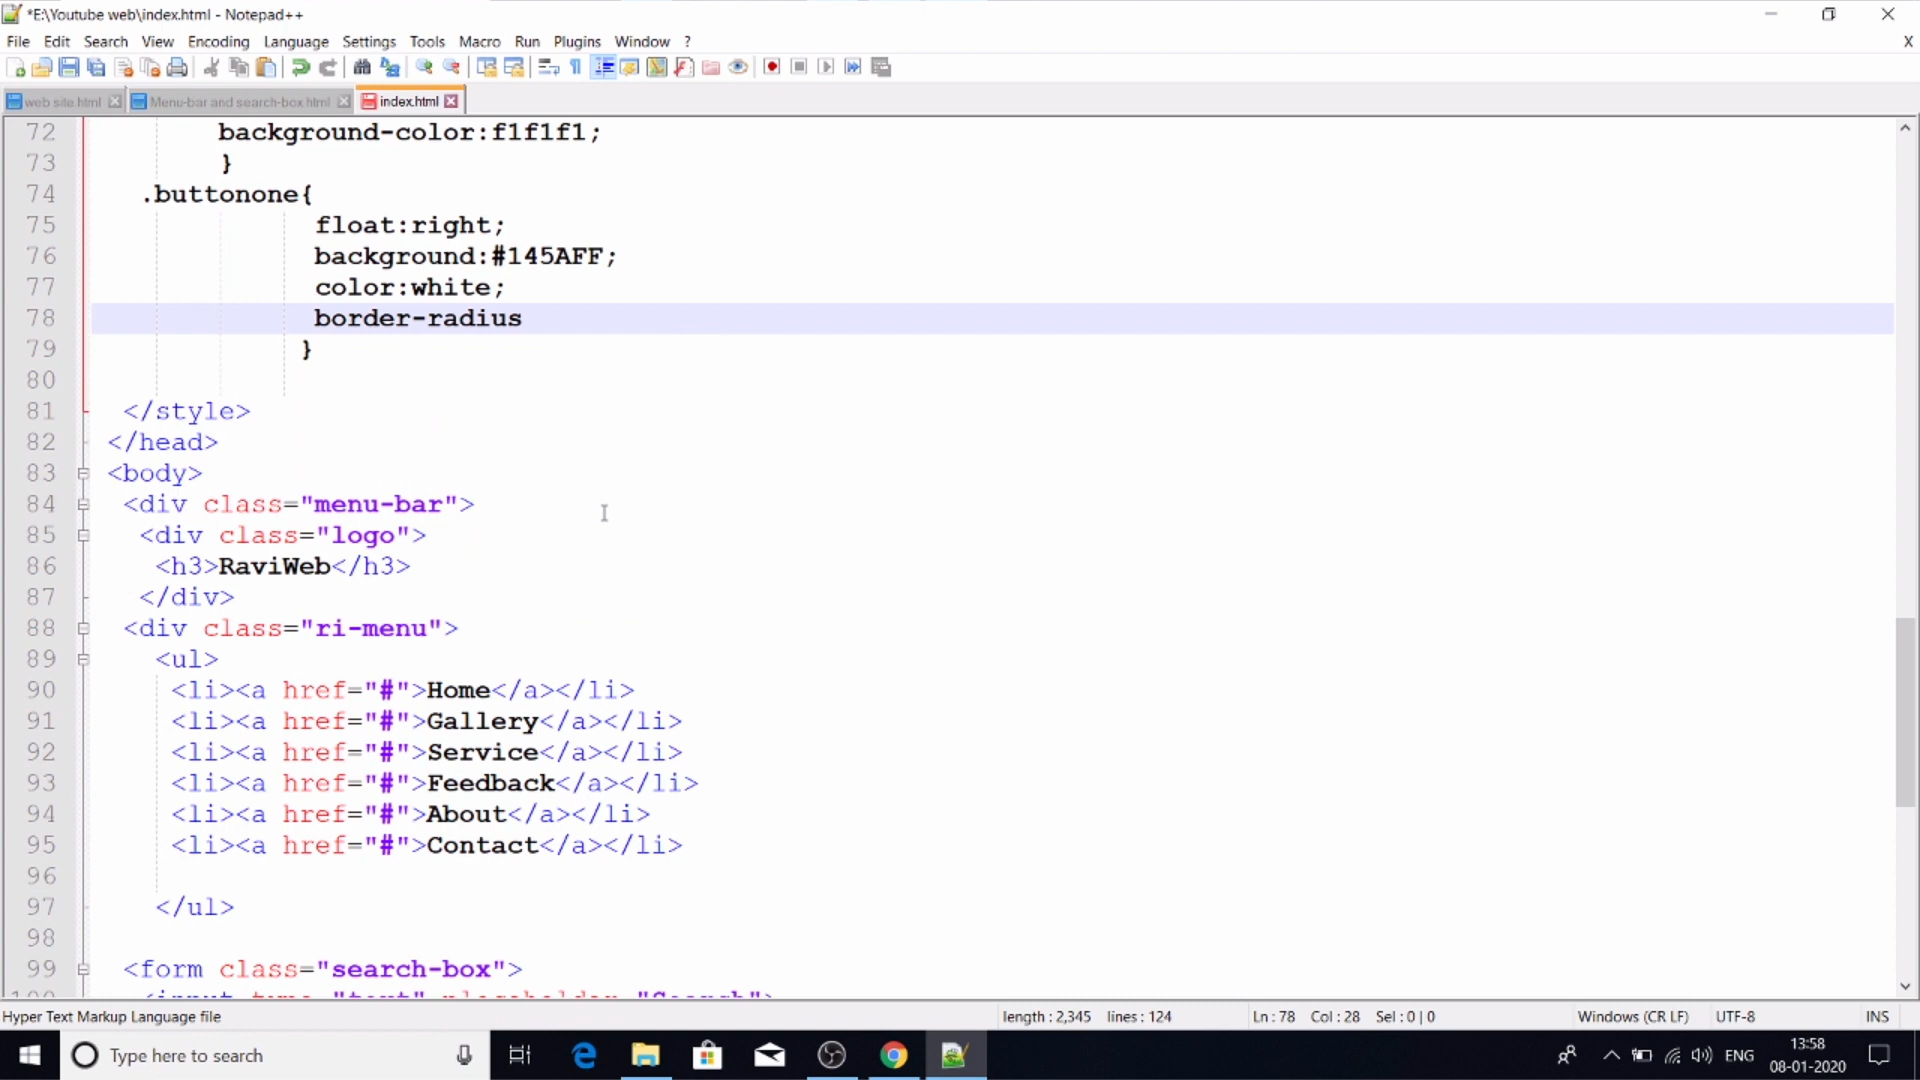 *E:\Youtube web\index.html - Notepad++
File Edit Search View Encoding Language Settings Tools Macro Run Plugins Window ? X
web site.html Menu-bar and search-box.html index.html
72 background-color:f1f1f1;
73 }
74 .buttonone{
75 float:right;
76 background:#145AFF;
77 color:white;
78 border-radius
79 }
80
81 </style>
82 </head>
83 <body>
84 <div class="menu-bar">
85 <div class="logo">
86 <h3>RaviWeb</h3>
87 </div>
88 <div class="ri-menu">
89 <ul>
90 <li><a href="#">Home</a></li>
91 <li><a href="#">Gallery</a></li>
92 <li><a href="#">Service</a></li>
93 <li><a href="#">Feedback</a></li>
94 <li><a href="#">About</a></li>
95 <li><a href="#">Contact</a></li>
96
97 </ul>
98
99 <form class="search-box">
100 <input type="text" placeholder="Search">
Hyper Text Markup Language file length : 2,345 lines : 124 Ln : 78 Col : 28 Sel : 0 | 0 Windows (CR LF) UTF-8 INS
Type here to search ENG 13:58
08-01-2020